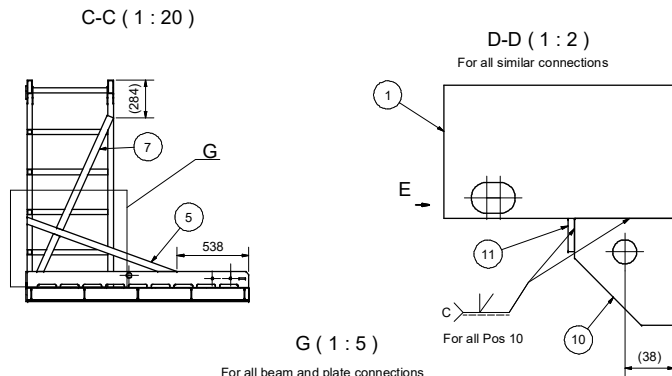 C-C ( 1 : 20 )
(284)
7
G
5
538
D-D ( 1 : 2 )
For all similar connections
1
E
11
C
For all Pos 10
10
(38)
G ( 1 : 5 )
For all beam and plate connections